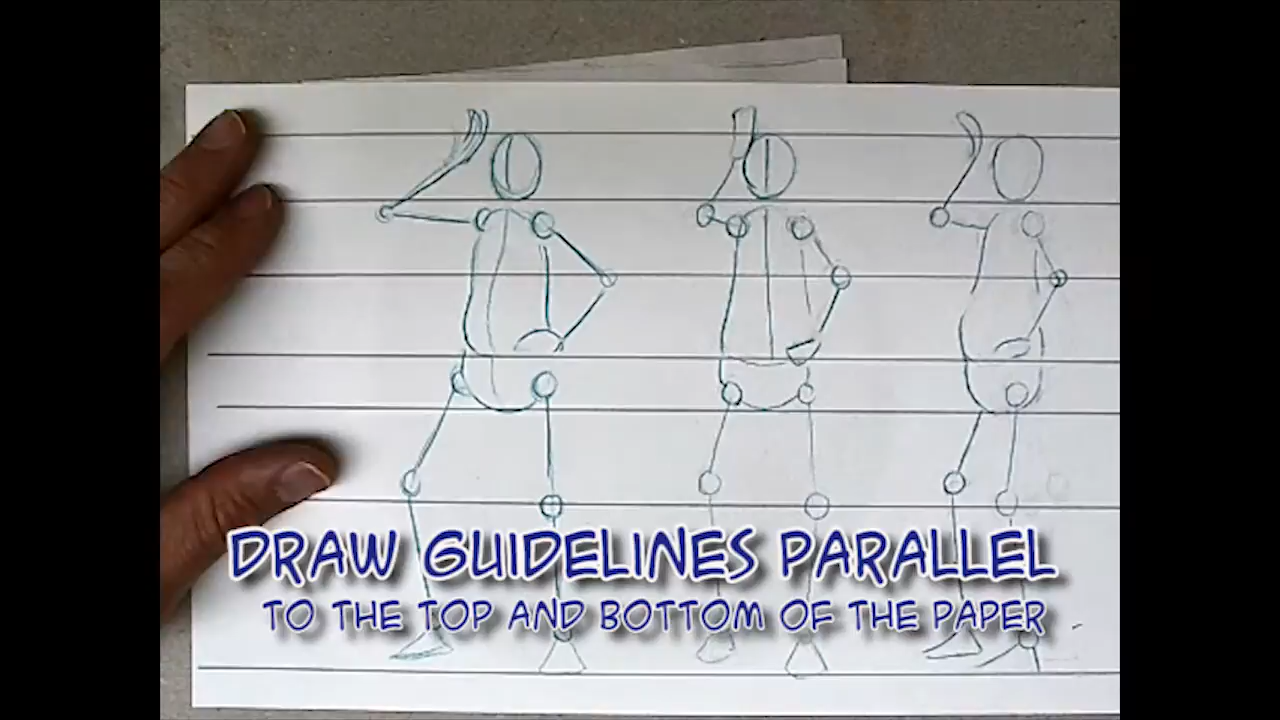 DRAW GUIDELINES PARALLEL
TO THE TOP AND BOTTOM OF THE PAPER